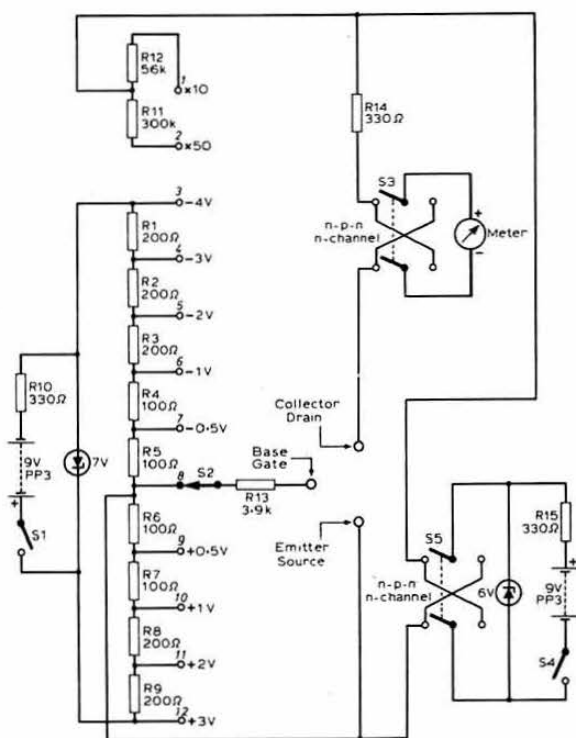 R12
56k
1
×10
R11
300k
2
×50
3
-4V
R1
200Ω
4
-3V
R2
200Ω
5
-2V
R3
200Ω
6
-1V
R4
100Ω
7
-0.5V
R5
100Ω
8
S2
R13
3.9k
R6
100Ω
9
+0.5V
R7
100Ω
10
+1V
R8
200Ω
11
+2V
R9
200Ω
12
+3V
R10
330Ω
9V
PP3
+
S1
7V
R14
330Ω
S3
n-p-n
n-channel
+
Meter
-
Collector
Drain
Base
Gate
Emitter
Source
S5
n-p-n
n-channel
6V
R15
330Ω
+
9V
PP3
S4